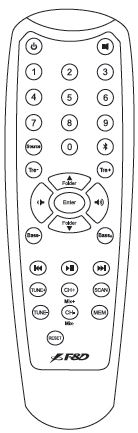 1 2 3
4 5 6
7 8 9
Source 0
Tre- Tre+
Folder
Enter
Folder
Bass- Bass+
TUNE+ CH+ SCAN
Mix+
TUNE- CH- MEM
Mix-
RESET
F&D